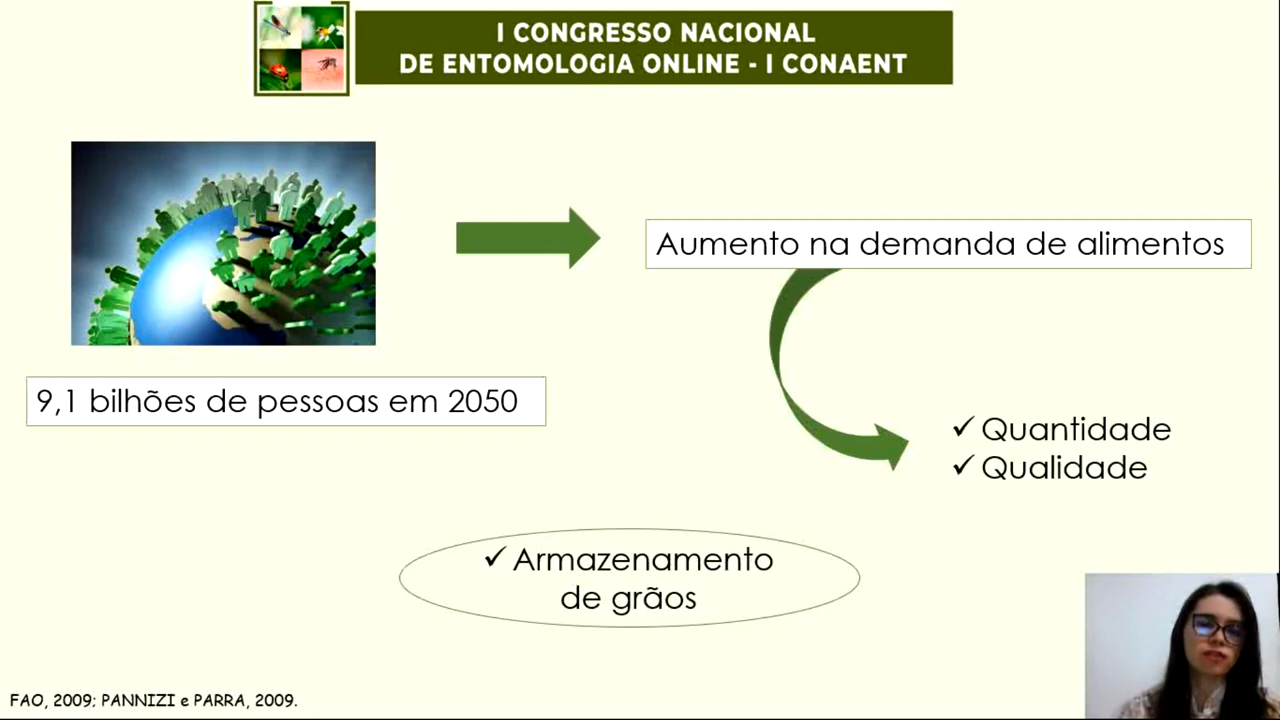 I CONGRESSO NACIONAL
DE ENTOMOLOGIA ONLINE - I CONAENT
Aumento na demanda de alimentos
9,1 bilhões de pessoas em 2050
✓ Quantidade
✓ Qualidade
✓ Armazenamento
de grãos
FAO, 2009; PANNIZI e PARRA, 2009.